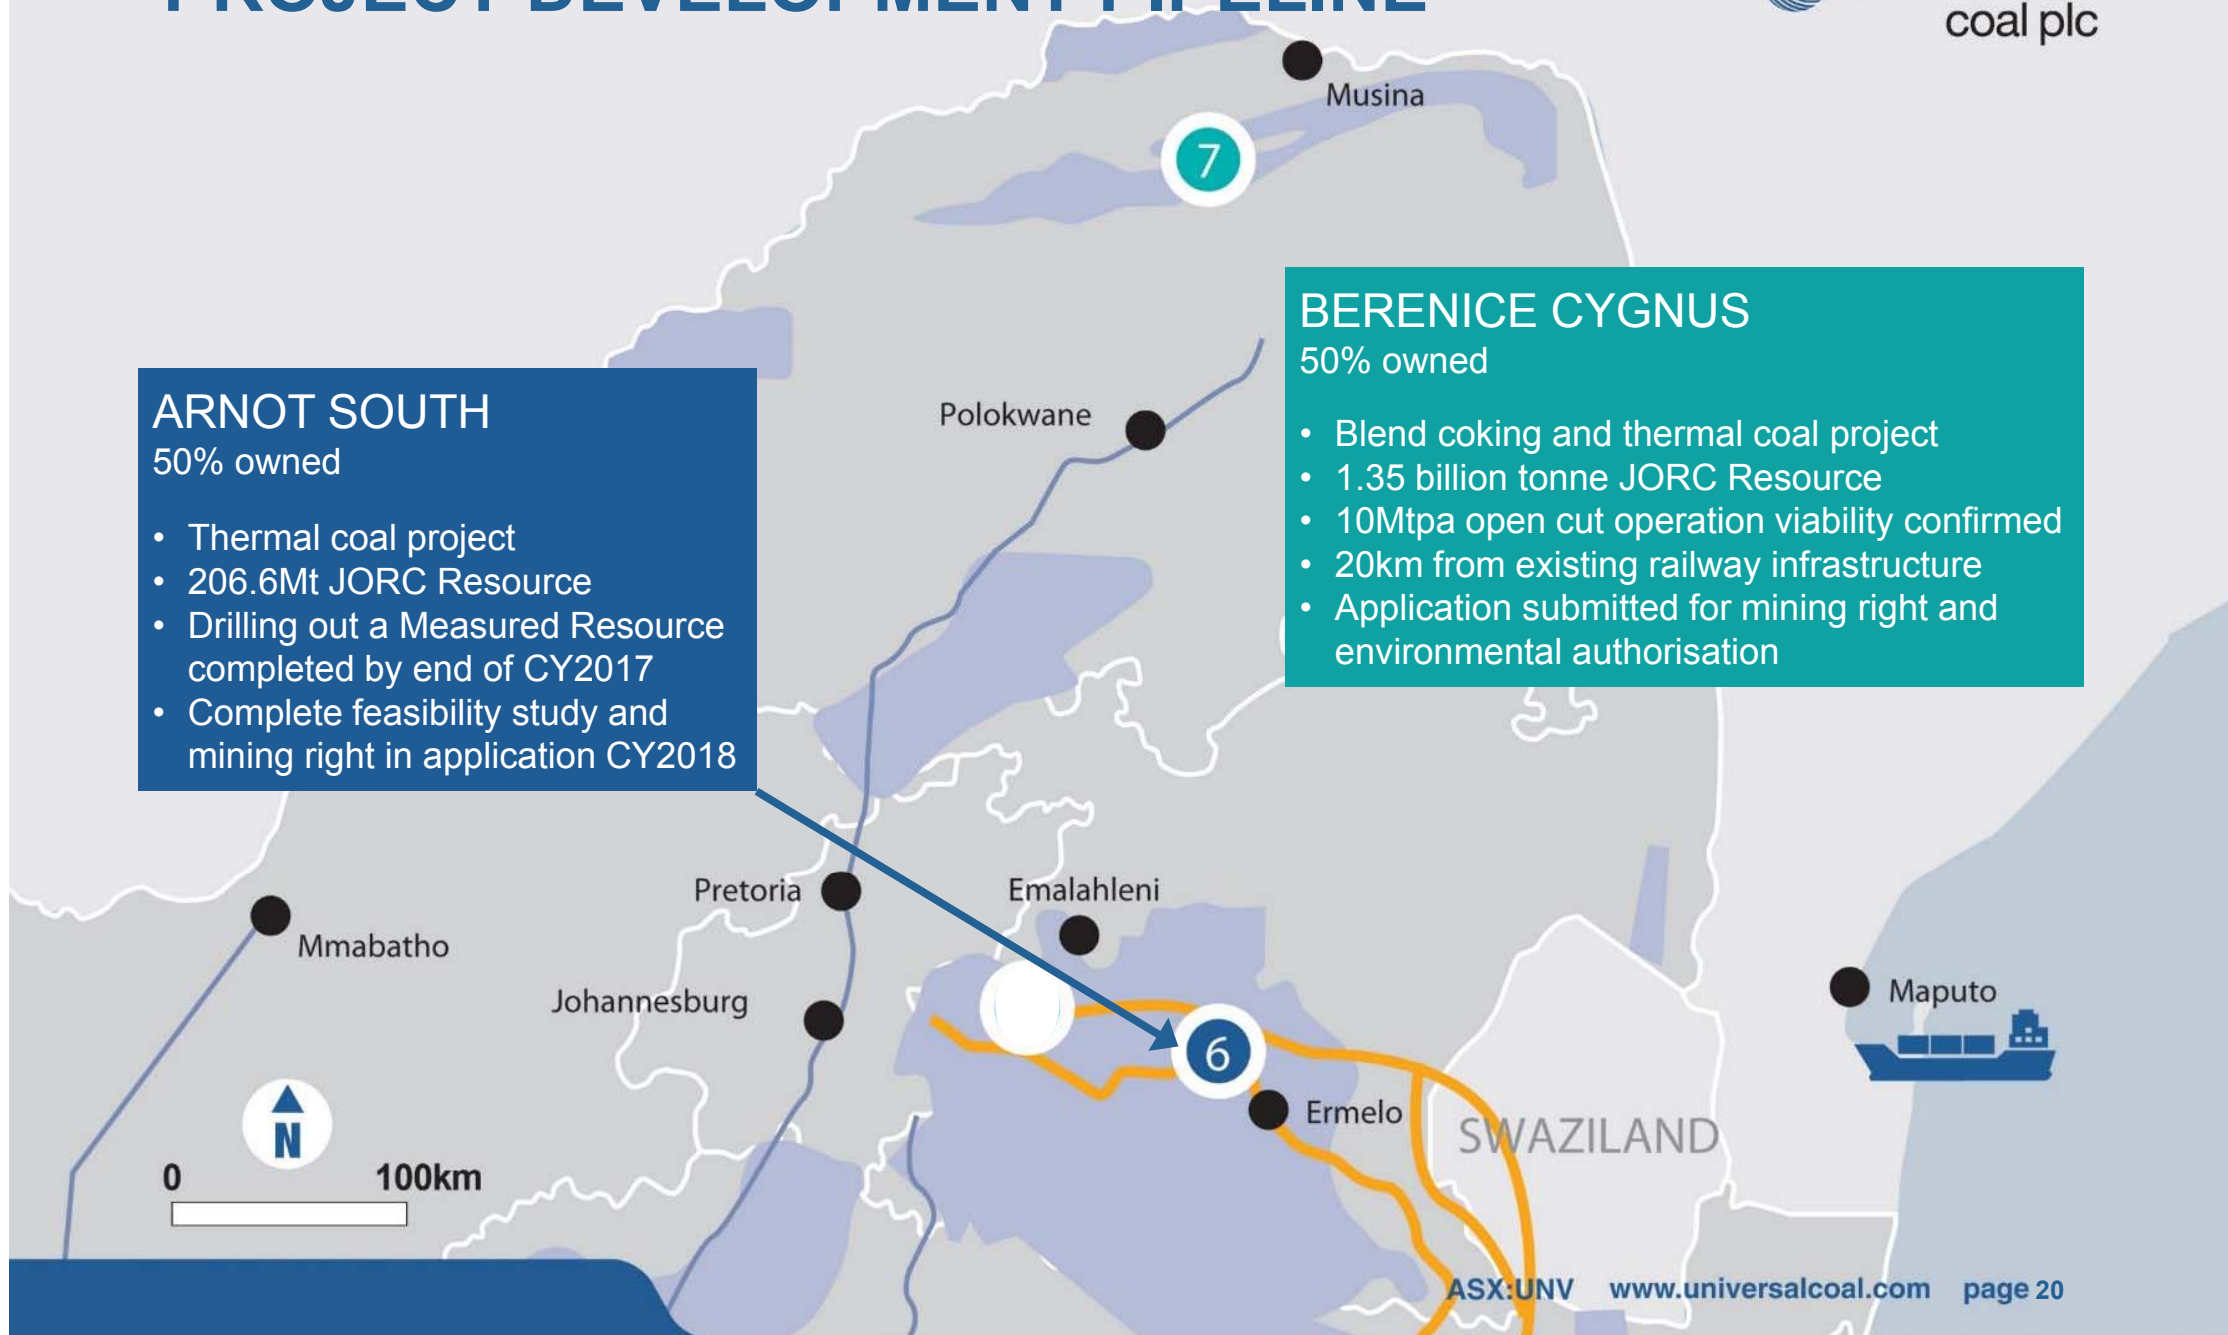 PROJECT DEVELOPMENT PIPELINE
coal plc
Musina
7
BERENICE CYGNUS
50% owned
• Blend coking and thermal coal project
• 1.35 billion tonne JORC Resource
• 10Mtpa open cut operation viability confirmed
• 20km from existing railway infrastructure
• Application submitted for mining right and
environmental authorisation
ARNOT SOUTH
50% owned
• Thermal coal project
• 206.6Mt JORC Resource
• Drilling out a Measured Resource
completed by end of CY2017
• Complete feasibility study and
mining right in application CY2018
Polokwane
Pretoria
Emalahleni
Mmabatho
Johannesburg
Maputo
6
Ermelo
SWAZILAND
N
0 100km
ASX:UNV www.universalcoal.com page 20